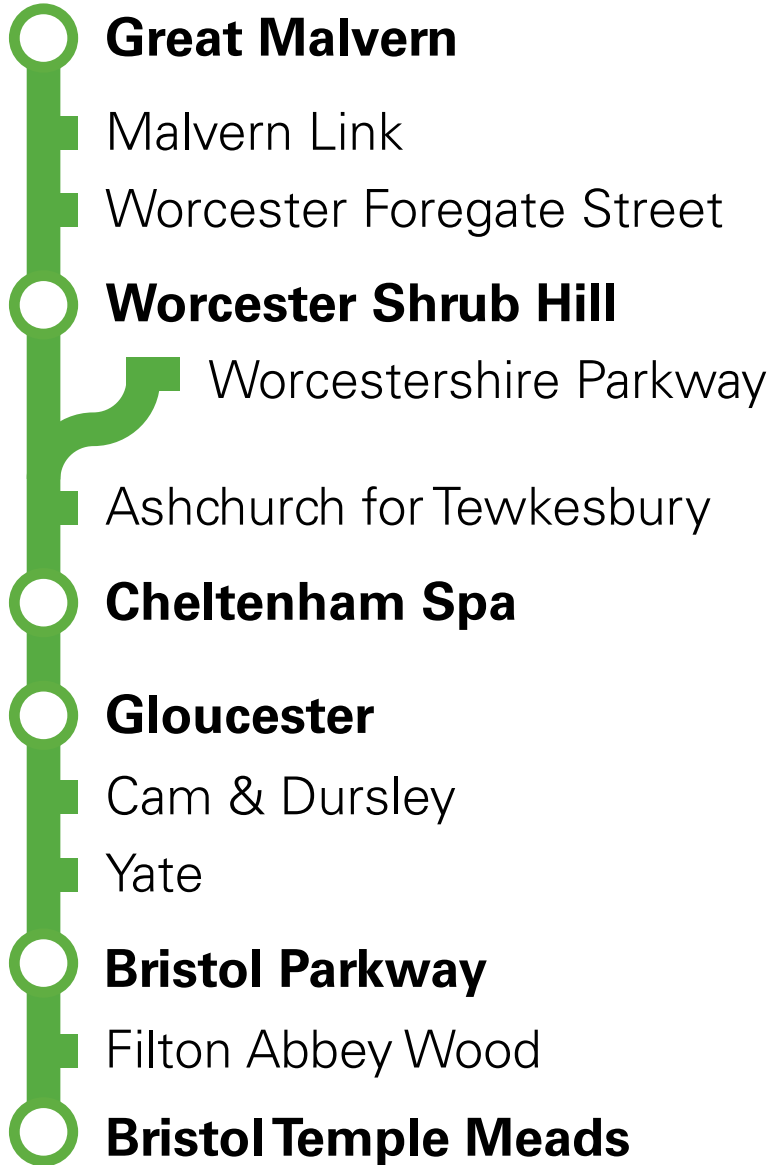 Great Malvern
Malvern Link
Worcester Foregate Street
Worcester Shrub Hill
Worcestershire Parkway
Ashchurch for Tewkesbury
Cheltenham Spa
Gloucester
Cam & Dursley
Yate
Bristol Parkway
Filton Abbey Wood
Bristol Temple Meads